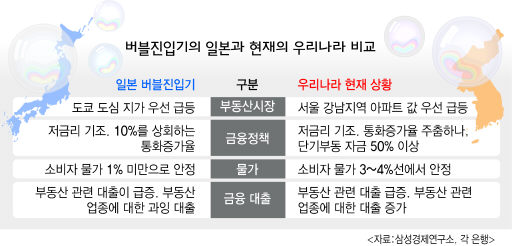 버블진입기의 일본과 현재의 우리나라 비교
일본 버블진입기 구분 우리나라 현재 상황
도쿄 도심 지가 우선 급등 부동산시장 서울 강남지역 아파트 값 우선 급등
저금리 기조. 10%를 상회하는
통화증가율
금융정책
저금리 기조. 통화증가율 주춤하나,
단기부동 자금 50% 이상
소비자 물가 1% 미만으로 안정 물가 소비자 물가 3~4%선에서 안정
부동산 관련 대출이 급증. 부동산
업종에 대한 과잉 대출
금융 대출
부동산 관련 대출 급증. 부동산 관련
업종에 대한 대출 증가
<자료:삼성경제연구소, 각 은행>